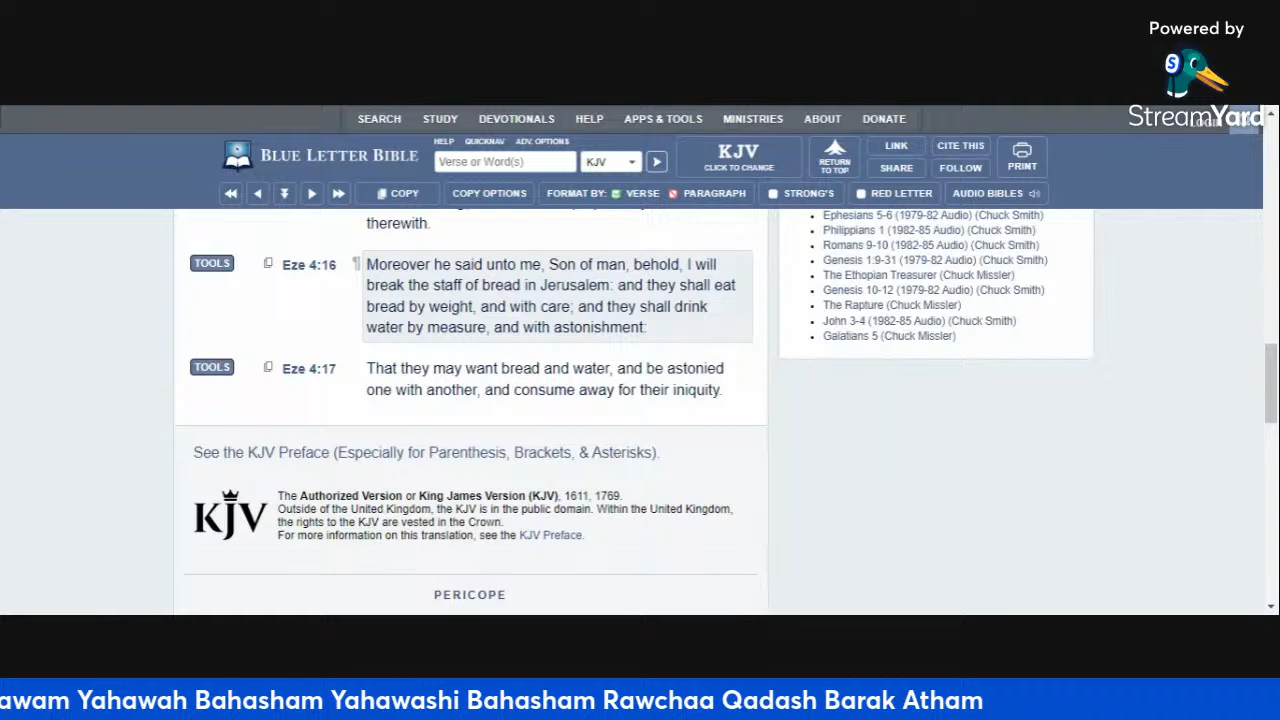 Powered by
S
StreamYard
SEARCH STUDY DEVOTIONALS HELP APPS & TOOLS MINISTRIES ABOUT DONATE
HELP QUICKNAV ADV. OPTIONS
BLUE LETTER BIBLE
Verse or Word(s)
KJV
KJV
CLICK TO CHANGE
RETURN
TO TOP
LINK
CITE THIS
SHARE
FOLLOW
PRINT
COPY COPY OPTIONS FORMAT BY: VERSE PARAGRAPH STRONG'S RED LETTER AUDIO BIBLES
therewith.
TOOLS Eze 4:16 ¶ Moreover he said unto me, Son of man, behold, I will
break the staff of bread in Jerusalem: and they shall eat
bread by weight, and with care; and they shall drink
water by measure, and with astonishment:
TOOLS Eze 4:17 That they may want bread and water, and be astonied
one with another, and consume away for their iniquity.
See the KJV Preface (Especially for Parenthesis, Brackets, & Asterisks).
KJV
The Authorized Version or King James Version (KJV), 1611, 1769.
Outside of the United Kingdom, the KJV is in the public domain. Within the United Kingdom,
the rights to the KJV are vested in the Crown.
For more information on this translation, see the KJV Preface.
PERICOPE
Ephesians 5-6 (1979-82 Audio) (Chuck Smith)
Philippians 1 (1982-85 Audio) (Chuck Smith)
Romans 9-10 (1982-85 Audio) (Chuck Smith)
Genesis 1:9-31 (1979-82 Audio) (Chuck Smith)
The Ethopian Treasurer (Chuck Missler)
Genesis 10-12 (1979-82 Audio) (Chuck Smith)
The Rapture (Chuck Missler)
John 3-4 (1982-85 Audio) (Chuck Smith)
Galatians 5 (Chuck Missler)
awam Yahawah Bahasham Yahawashi Bahasham Rawchaa Qadash Barak Atham